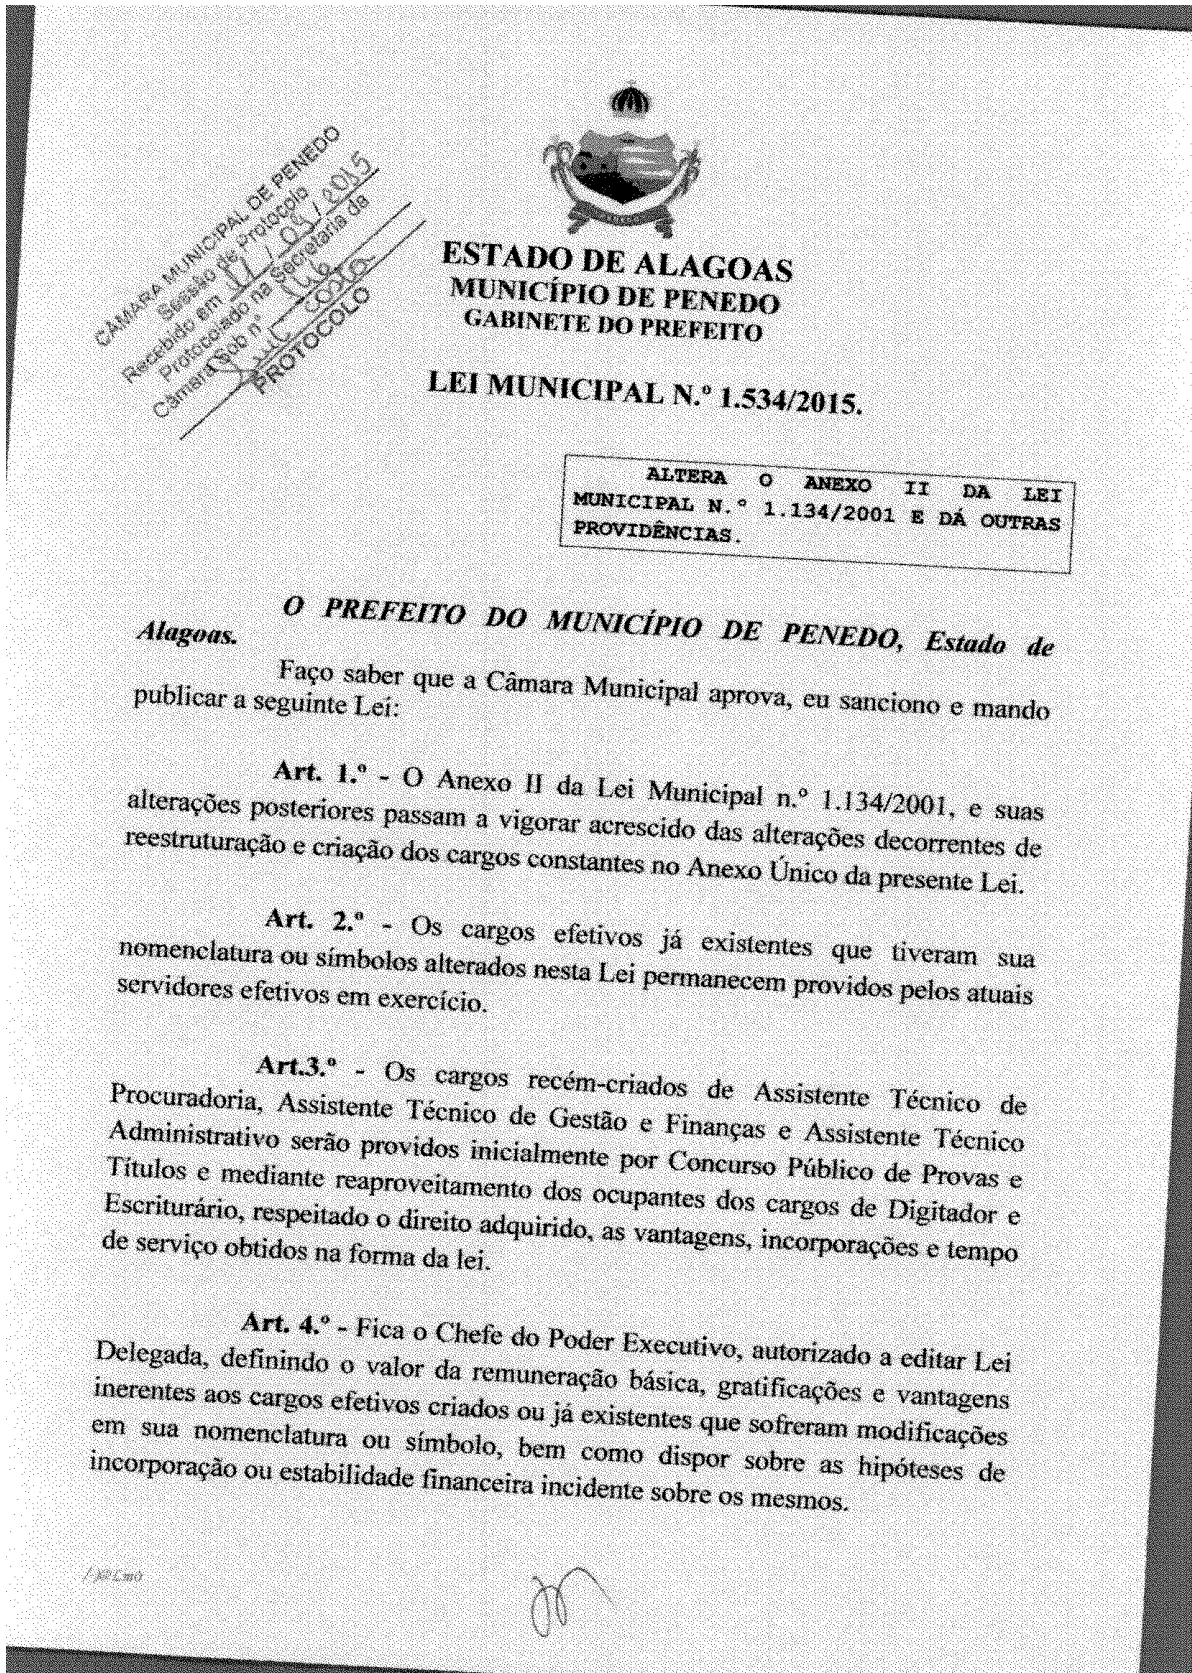 CÂMARA MUNICIPAL DE PENEDO
Sessão de Protocolo
Recebido em 17 / 09 / 2015
Protocolado na Secretaria da
Câmara Sob nº 146
Costa
PROTOCOLO
ESTADO DE ALAGOAS
MUNICÍPIO DE PENEDO
GABINETE DO PREFEITO
LEI MUNICIPAL N.º 1.534/2015.
ALTERA O ANEXO II DA LEI
MUNICIPAL N.º 1.134/2001 E DÁ OUTRAS
PROVIDÊNCIAS.
O PREFEITO DO MUNICÍPIO DE PENEDO, Estado de
Alagoas.
Faço saber que a Câmara Municipal aprova, eu sanciono e mando
publicar a seguinte Lei:
Art. 1.º - O Anexo II da Lei Municipal n.º 1.134/2001, e suas
alterações posteriores passam a vigorar acrescido das alterações decorrentes de
reestruturação e criação dos cargos constantes no Anexo Único da presente Lei.
Art. 2.º - Os cargos efetivos já existentes que tiveram sua
nomenclatura ou símbolos alterados nesta Lei permanecem providos pelos atuais
servidores efetivos em exercício.
Art.3.º - Os cargos recém-criados de Assistente Técnico de
Procuradoria, Assistente Técnico de Gestão e Finanças e Assistente Técnico
Administrativo serão providos inicialmente por Concurso Público de Provas e
Títulos e mediante reaproveitamento dos ocupantes dos cargos de Digitador e
Escriturário, respeitado o direito adquirido, as vantagens, incorporações e tempo
de serviço obtidos na forma da lei.
Art. 4.º - Fica o Chefe do Poder Executivo, autorizado a editar Lei
Delegada, definindo o valor da remuneração básica, gratificações e vantagens
inerentes aos cargos efetivos criados ou já existentes que sofreram modificações
em sua nomenclatura ou símbolo, bem como dispor sobre as hipóteses de
incorporação ou estabilidade financeira incidente sobre os mesmos.